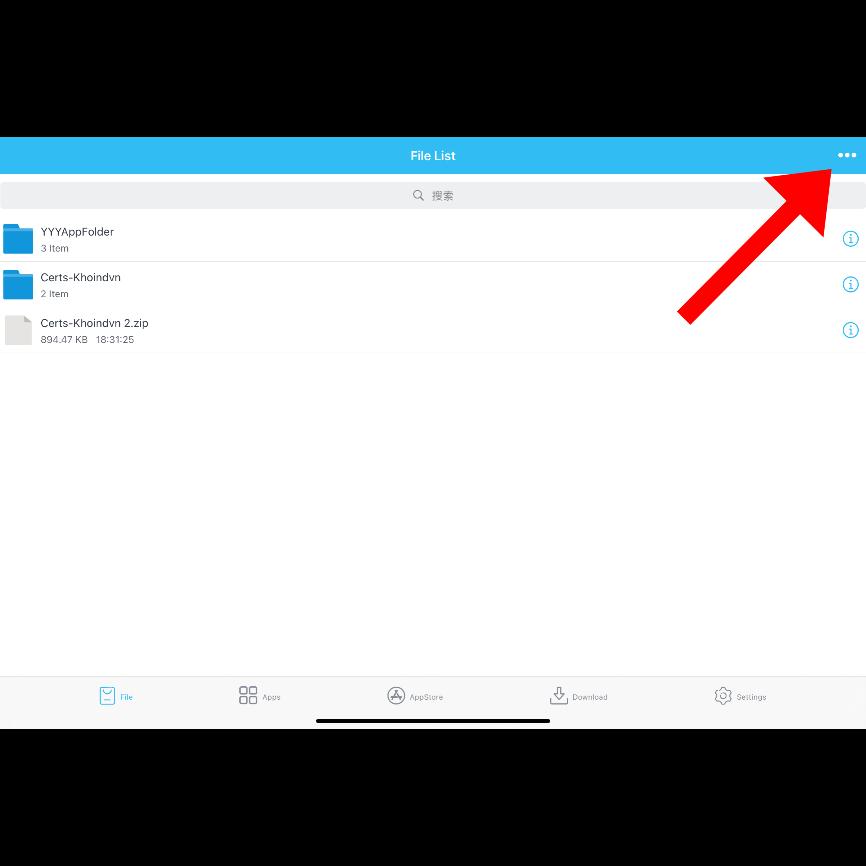 File List
搜索
YYYAppFolder
3 Item
Certs-Khoindvn
2 Item
Certs-Khoindvn 2.zip
894.47 KB 18:31:25
File Apps AppStore Download Settings